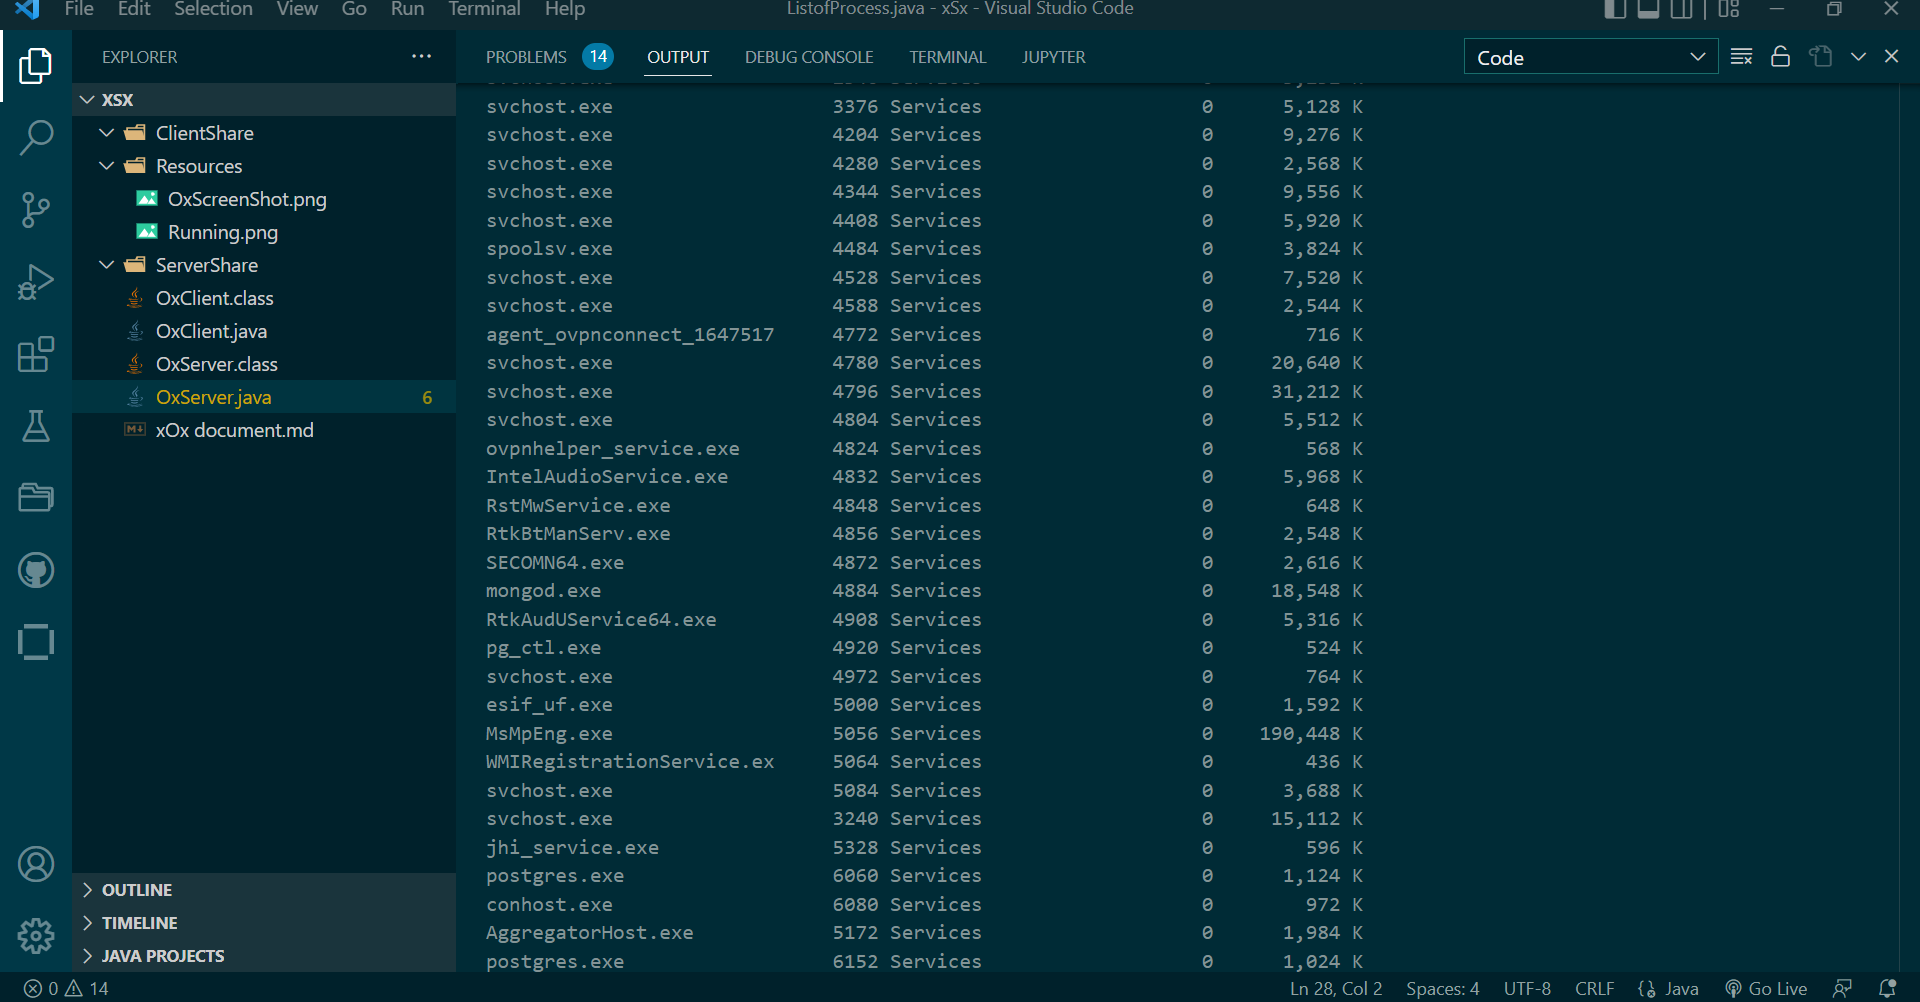 File Edit Selection View Go Run Terminal Help ListofProcess.java - xSx - Visual Studio Code
EXPLORER ···
XSX
ClientShare
Resources
OxScreenShot.png
Running.png
ServerShare
OxClient.class
OxClient.java
OxServer.class
OxServer.java 6
xOx document.md
OUTLINE
TIMELINE
JAVA PROJECTS
PROBLEMS 14 OUTPUT DEBUG CONSOLE TERMINAL JUPYTER Code
svchost.exe 3376 Services 0 5,128 K
svchost.exe 4204 Services 0 9,276 K
svchost.exe 4280 Services 0 2,568 K
svchost.exe 4344 Services 0 9,556 K
svchost.exe 4408 Services 0 5,920 K
spoolsv.exe 4484 Services 0 3,824 K
svchost.exe 4528 Services 0 7,520 K
svchost.exe 4588 Services 0 2,544 K
agent_ovpnconnect_1647517 4772 Services 0 716 K
svchost.exe 4780 Services 0 20,640 K
svchost.exe 4796 Services 0 31,212 K
svchost.exe 4804 Services 0 5,512 K
ovpnhelper_service.exe 4824 Services 0 568 K
IntelAudioService.exe 4832 Services 0 5,968 K
RstMwService.exe 4848 Services 0 648 K
RtkBtManServ.exe 4856 Services 0 2,548 K
SECOMN64.exe 4872 Services 0 2,616 K
mongod.exe 4884 Services 0 18,548 K
RtkAudUService64.exe 4908 Services 0 5,316 K
pg_ctl.exe 4920 Services 0 524 K
svchost.exe 4972 Services 0 764 K
esif_uf.exe 5000 Services 0 1,592 K
MsMpEng.exe 5056 Services 0 190,448 K
WMIRegistrationService.ex 5064 Services 0 436 K
svchost.exe 5084 Services 0 3,688 K
svchost.exe 3240 Services 0 15,112 K
jhi_service.exe 5328 Services 0 596 K
postgres.exe 6060 Services 0 1,124 K
conhost.exe 6080 Services 0 972 K
AggregatorHost.exe 5172 Services 0 1,984 K
postgres.exe 6152 Services 0 1,024 K
0 14 Ln 28, Col 2 Spaces: 4 UTF-8 CRLF Java Go Live